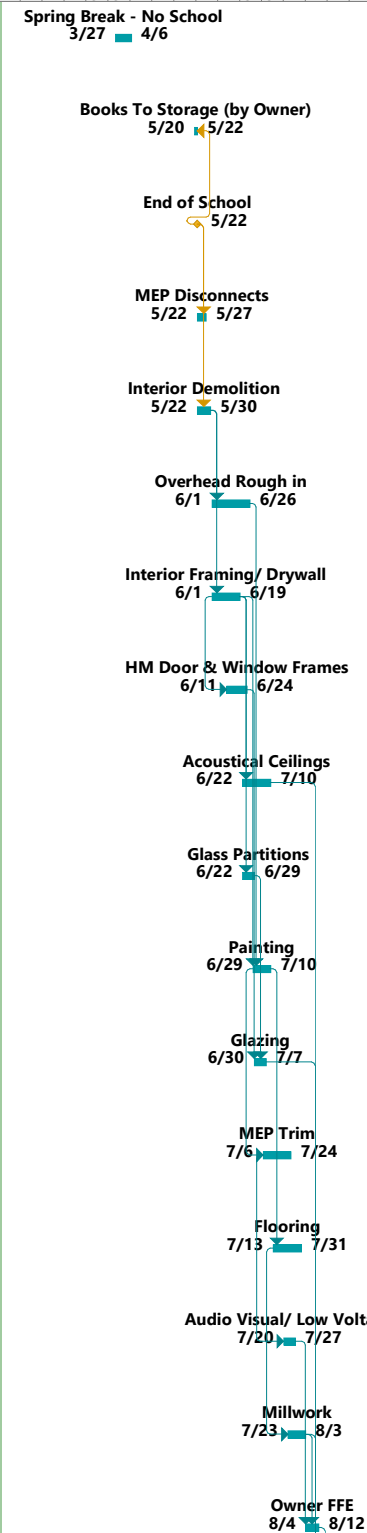 Spring Break - No School
3/27 4/6
Books To Storage (by Owner)
5/20 5/22
End of School
5/22
MEP Disconnects
5/22 5/27
Interior Demolition
5/22 5/30
Overhead Rough in
6/1 6/26
Interior Framing/ Drywall
6/1 6/19
HM Door & Window Frames
6/11 6/24
Acoustical Ceilings
6/22 7/10
Glass Partitions
6/22 6/29
Painting
6/29 7/10
Glazing
6/30 7/7
MEP Trim
7/6 7/24
Flooring
7/13 7/31
Audio Visual/ Low Volta
7/20 7/27
Millwork
7/23 8/3
Owner FFE
8/4 8/12